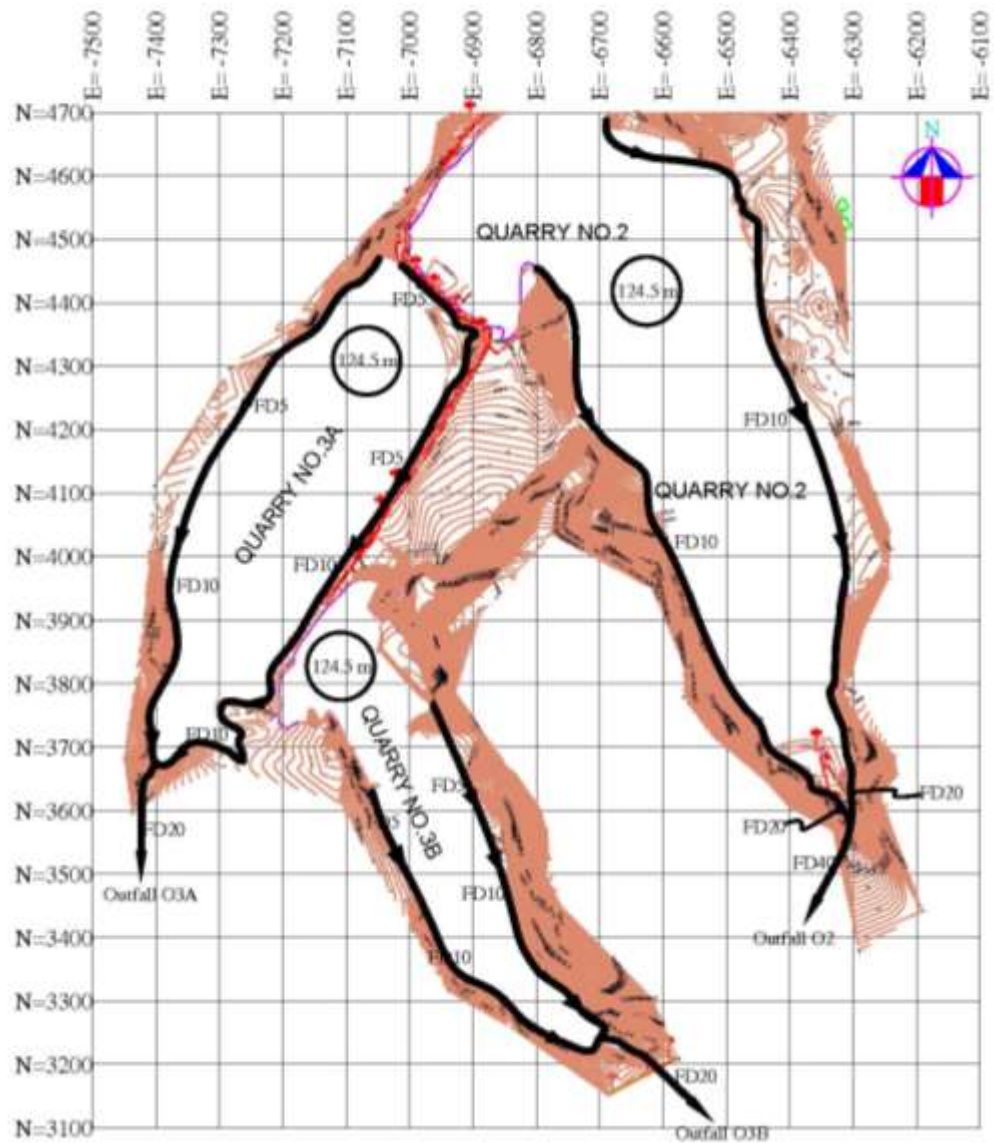 E= -7500
E= -7400
E= -7300
E= -7200
E= -7100
E= -7000
E= -6900
E= -6800
E= -6700
E= -6600
E= -6500
E= -6400
E= -6300
E= -6200
E= -6100
N=4700
N
N=4600
QUARRY NO.2
N=4500
124.5 m
FD5
N=4400
124.5 m
N=4300
FD5
FD10
N=4200
QUARRY NO.3A
FD5
N=4100
QUARRY NO.2
FD10
N=4000
FD10
FD10
N=3900
124.5 m
N=3800
FD10
QUARRY NO.3B
N=3700
FD5
FD20
N=3600
FD20
FD20
FD40
N=3500
Outfall O3A
FD10
Outfall O2
N=3400
FD10
N=3300
N=3200
FD20
N=3100
Outfall O3B